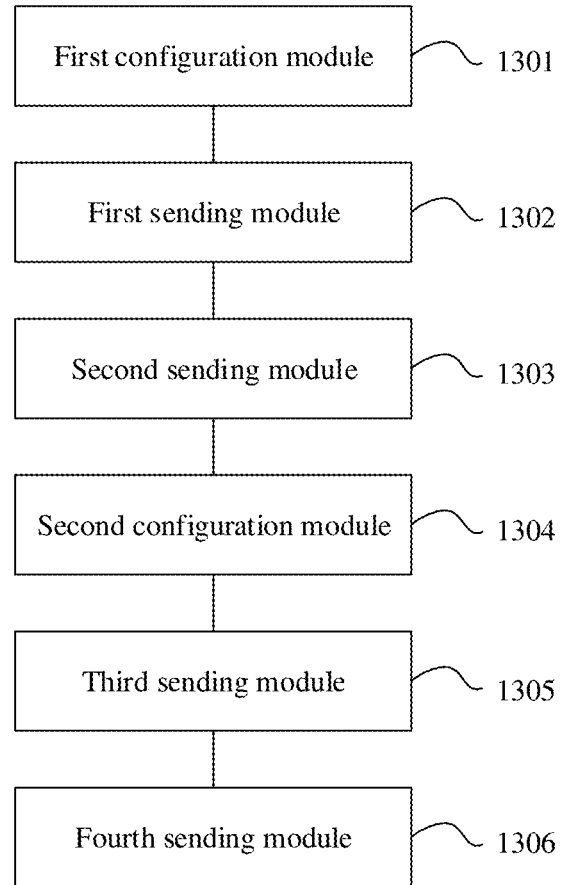 First configuration module 1301
First sending module 1302
Second sending module 1303
Second configuration module 1304
Third sending module 1305
Fourth sending module 1306